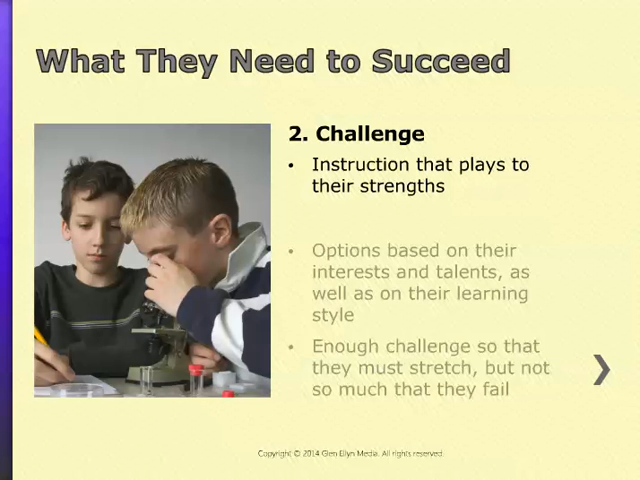 What They Need to Succeed
2. Challenge
• Instruction that plays to
their strengths
• Options based on their
interests and talents, as
well as on their learning
style
• Enough challenge so that
they must stretch, but not
so much that they fail
Copyright © 2014 Glen Ellyn Media. All rights reserved.